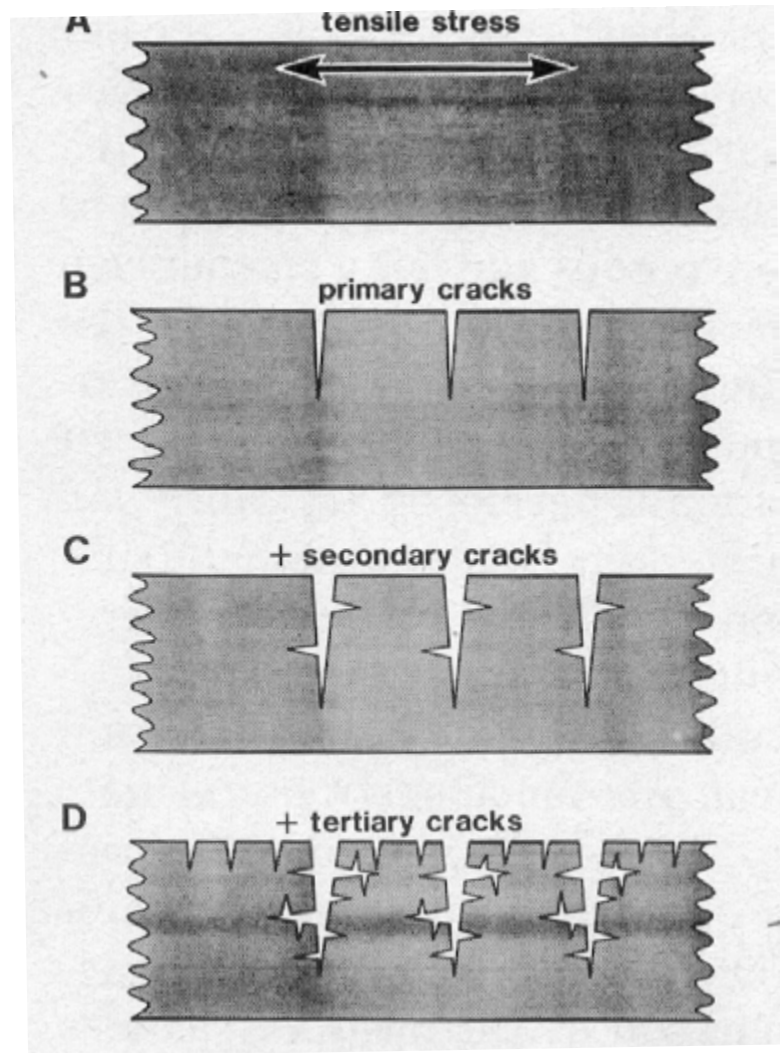 A
tensile stress
B
primary cracks
C
+ secondary cracks
D
+ tertiary cracks